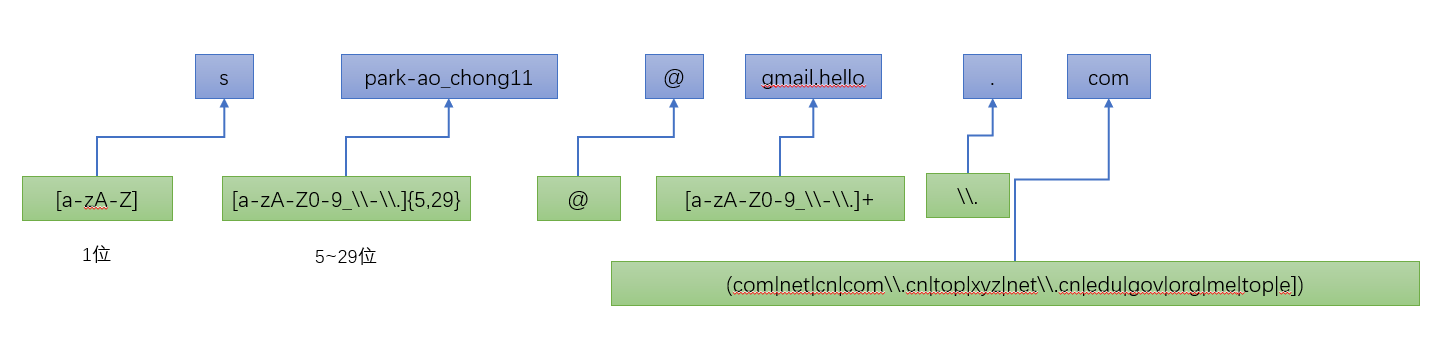 s
park-ao_chong11
@
gmail.hello
.
com
[a-zA-Z]
[a-zA-Z0-9_\\-\\.]{5,29}
@
[a-zA-Z0-9_\\-\\.]+
\\.
1位
5~29位
(com|net|cn|com\\.cn|top|xyz|net\\.cn|edu|gov|org|me|top|e])